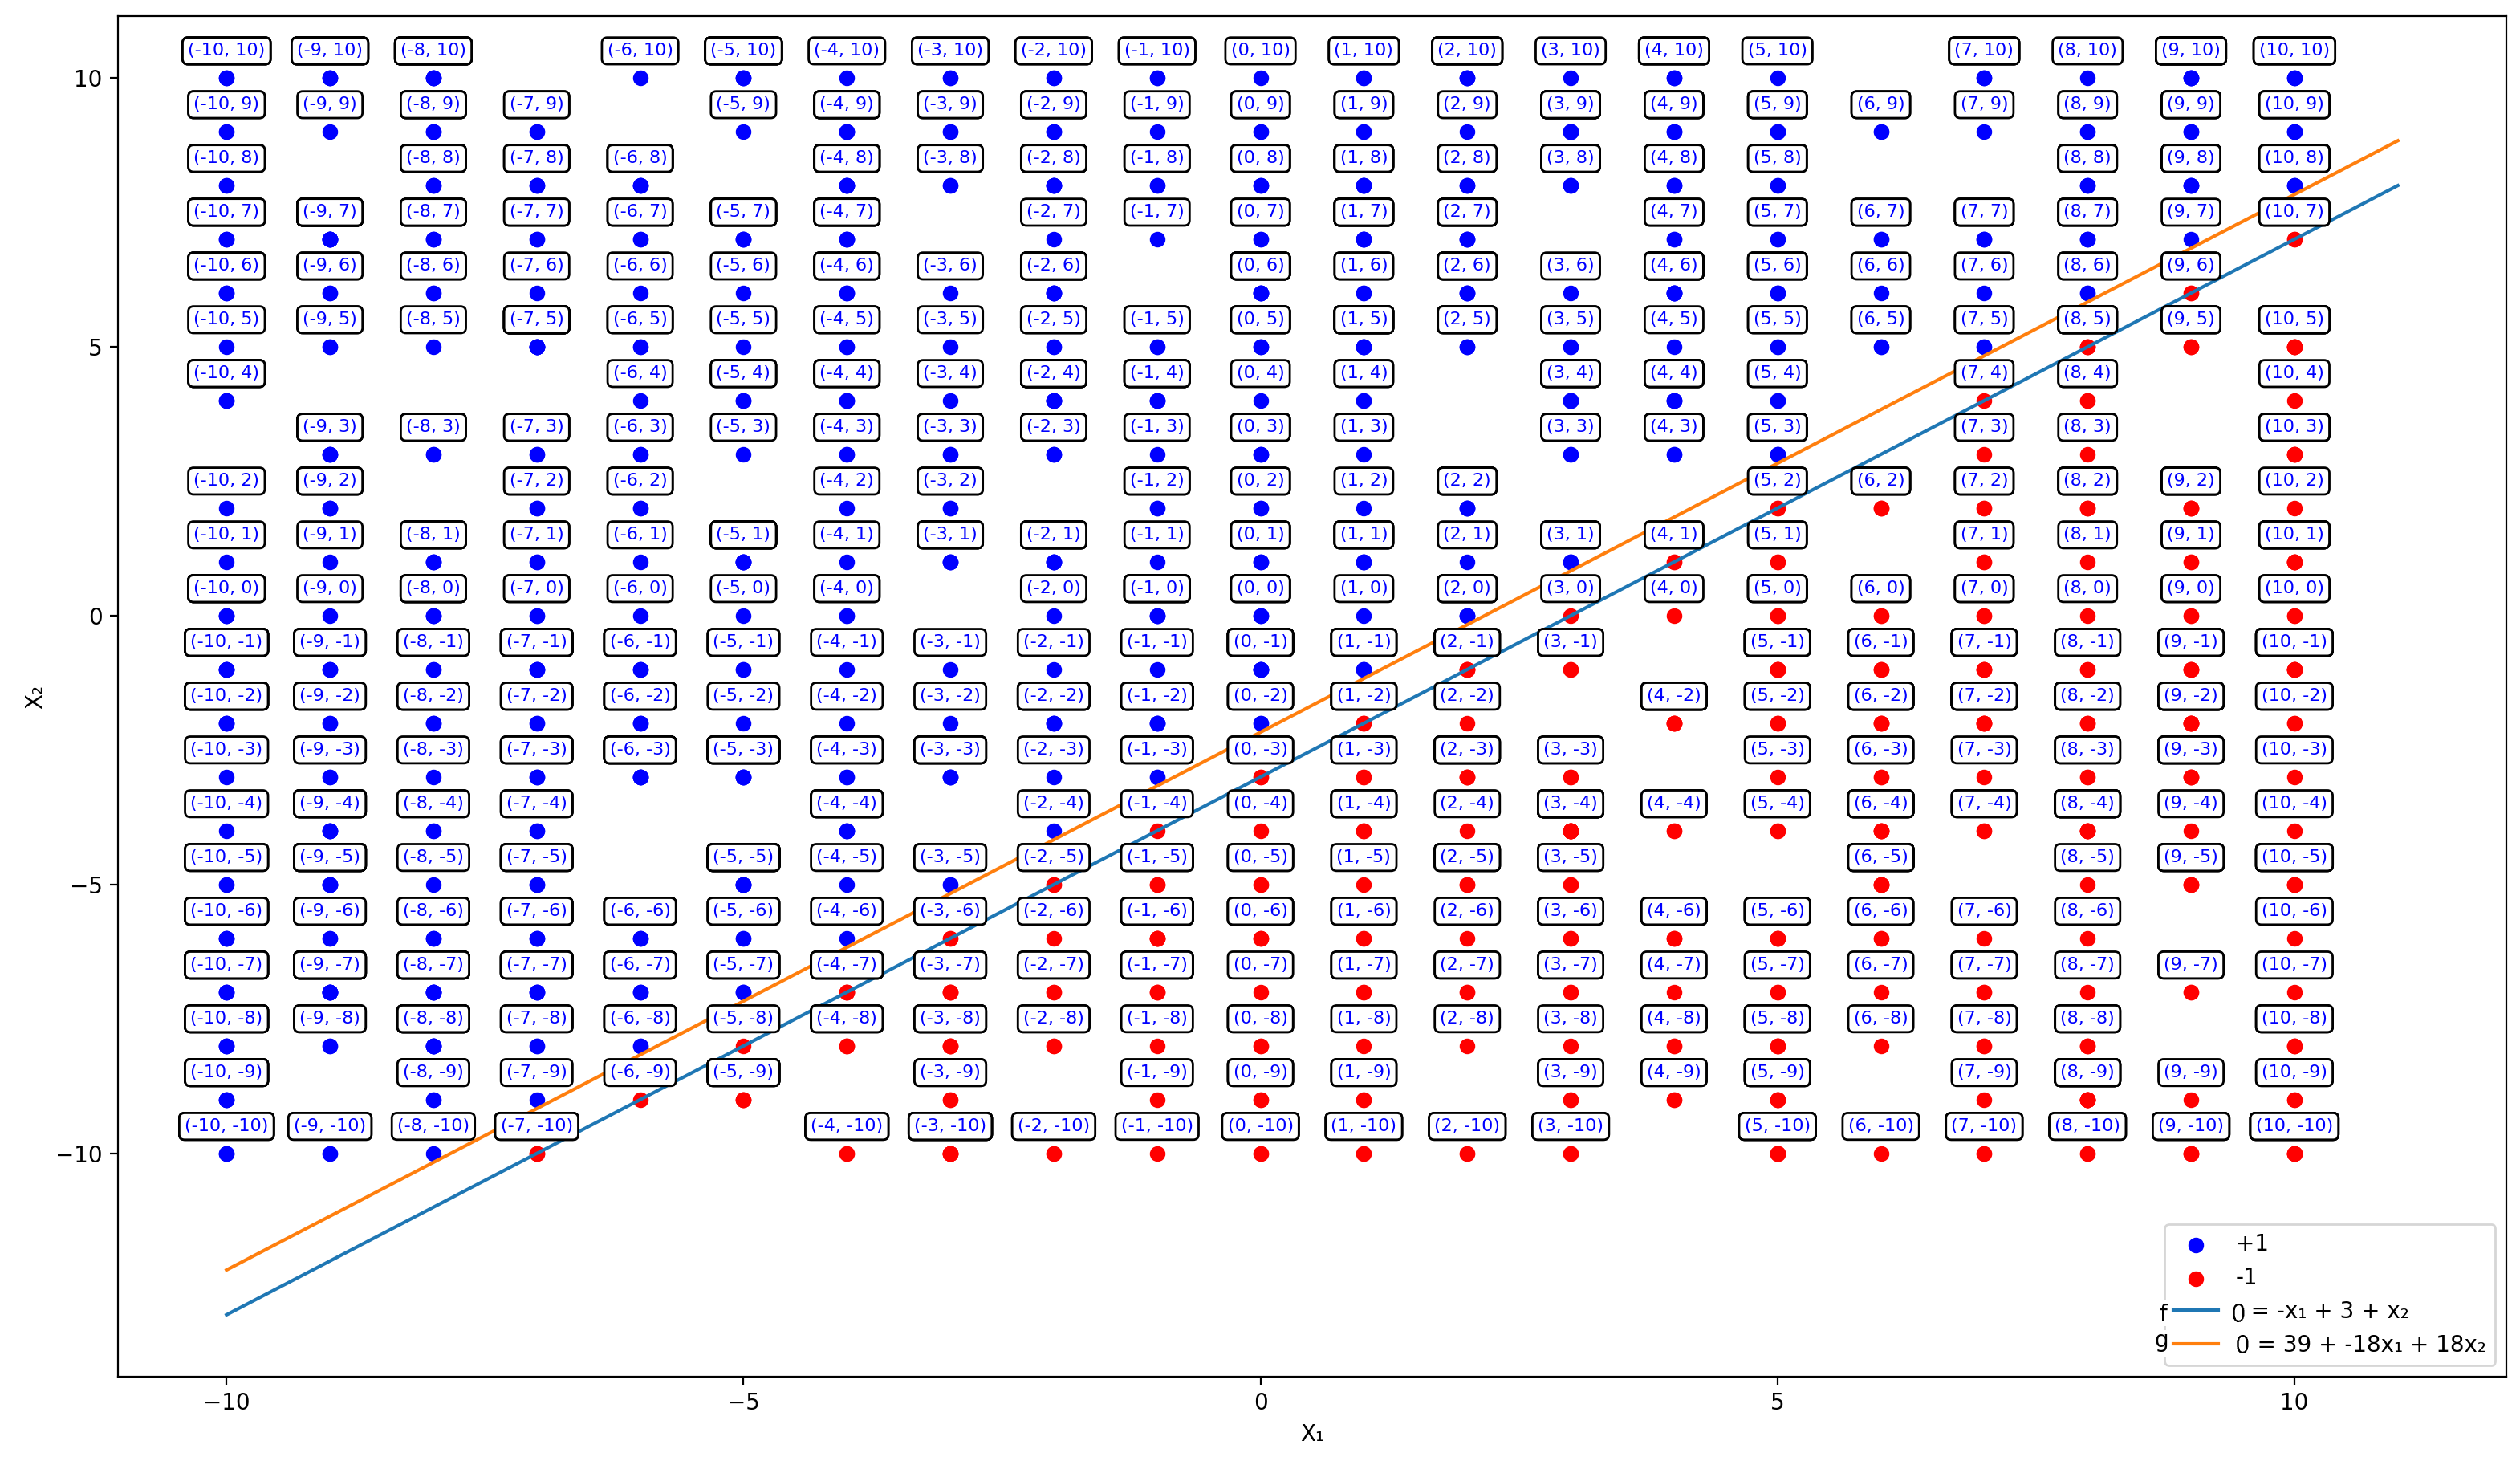 (-10, 10) (-9, 10) (-8, 10) (-6, 10) (-5, 10) (-4, 10) (-3, 10) (-2, 10) (-1, 10) (0, 10) (1, 10) (2, 10) (3, 10) (4, 10) (5, 10) (7, 10) (8, 10) (9, 10) (10, 10)
10
(-10, 9) (-9, 9) (-8, 9) (-7, 9) (-5, 9) (-4, 9) (-3, 9) (-2, 9) (-1, 9) (0, 9) (1, 9) (2, 9) (3, 9) (4, 9) (5, 9) (6, 9) (7, 9) (8, 9) (9, 9) (10, 9)
(-10, 8) (-8, 8) (-7, 8) (-6, 8) (-4, 8) (-3, 8) (-2, 8) (-1, 8) (0, 8) (1, 8) (2, 8) (3, 8) (4, 8) (5, 8) (8, 8) (9, 8) (10, 8)
(-10, 7) (-9, 7) (-8, 7) (-7, 7) (-6, 7) (-5, 7) (-4, 7) (-2, 7) (-1, 7) (0, 7) (1, 7) (2, 7) (4, 7) (5, 7) (6, 7) (7, 7) (8, 7) (9, 7) (10, 7)
(-10, 6) (-9, 6) (-8, 6) (-7, 6) (-6, 6) (-5, 6) (-4, 6) (-3, 6) (-2, 6) (0, 6) (1, 6) (2, 6) (3, 6) (4, 6) (5, 6) (6, 6) (7, 6) (8, 6) (9, 6)
(-10, 5) (-9, 5) (-8, 5) (-7, 5) (-6, 5) (-5, 5) (-4, 5) (-3, 5) (-2, 5) (-1, 5) (0, 5) (1, 5) (2, 5) (3, 5) (4, 5) (5, 5) (6, 5) (7, 5) (8, 5) (9, 5) (10, 5)
5
(-10, 4) (-6, 4) (-5, 4) (-4, 4) (-3, 4) (-2, 4) (-1, 4) (0, 4) (1, 4) (3, 4) (4, 4) (5, 4) (7, 4) (8, 4) (10, 4)
(-9, 3) (-8, 3) (-7, 3) (-6, 3) (-5, 3) (-4, 3) (-3, 3) (-2, 3) (-1, 3) (0, 3) (1, 3) (3, 3) (4, 3) (5, 3) (7, 3) (8, 3) (10, 3)
(-10, 2) (-9, 2) (-7, 2) (-6, 2) (-4, 2) (-3, 2) (-1, 2) (0, 2) (1, 2) (2, 2) (5, 2) (6, 2) (7, 2) (8, 2) (9, 2) (10, 2)
(-10, 1) (-9, 1) (-8, 1) (-7, 1) (-6, 1) (-5, 1) (-4, 1) (-3, 1) (-2, 1) (-1, 1) (0, 1) (1, 1) (2, 1) (3, 1) (4, 1) (5, 1) (7, 1) (8, 1) (9, 1) (10, 1)
(-10, 0) (-9, 0) (-8, 0) (-7, 0) (-6, 0) (-5, 0) (-4, 0) (-2, 0) (-1, 0) (0, 0) (1, 0) (2, 0) (3, 0) (4, 0) (5, 0) (6, 0) (7, 0) (8, 0) (9, 0) (10, 0)
0
(-10, -1) (-9, -1) (-8, -1) (-7, -1) (-6, -1) (-5, -1) (-4, -1) (-3, -1) (-2, -1) (-1, -1) (0, -1) (1, -1) (2, -1) (3, -1) (5, -1) (6, -1) (7, -1) (8, -1) (9, -1) (10, -1)
X₂
(-10, -2) (-9, -2) (-8, -2) (-7, -2) (-6, -2) (-5, -2) (-4, -2) (-3, -2) (-2, -2) (-1, -2) (0, -2) (1, -2) (2, -2) (4, -2) (5, -2) (6, -2) (7, -2) (8, -2) (9, -2) (10, -2)
(-10, -3) (-9, -3) (-8, -3) (-7, -3) (-6, -3) (-5, -3) (-4, -3) (-3, -3) (-2, -3) (-1, -3) (0, -3) (1, -3) (2, -3) (3, -3) (5, -3) (6, -3) (7, -3) (8, -3) (9, -3) (10, -3)
(-10, -4) (-9, -4) (-8, -4) (-7, -4) (-4, -4) (-2, -4) (-1, -4) (0, -4) (1, -4) (2, -4) (3, -4) (4, -4) (5, -4) (6, -4) (7, -4) (8, -4) (9, -4) (10, -4)
(-10, -5) (-9, -5) (-8, -5) (-7, -5) (-5, -5) (-4, -5) (-3, -5) (-2, -5) (-1, -5) (0, -5) (1, -5) (2, -5) (3, -5) (6, -5) (8, -5) (9, -5) (10, -5)
−5
(-10, -6) (-9, -6) (-8, -6) (-7, -6) (-6, -6) (-5, -6) (-4, -6) (-3, -6) (-2, -6) (-1, -6) (0, -6) (1, -6) (2, -6) (3, -6) (4, -6) (5, -6) (6, -6) (7, -6) (8, -6) (10, -6)
(-10, -7) (-9, -7) (-8, -7) (-7, -7) (-6, -7) (-5, -7) (-4, -7) (-3, -7) (-2, -7) (-1, -7) (0, -7) (1, -7) (2, -7) (3, -7) (4, -7) (5, -7) (6, -7) (7, -7) (8, -7) (9, -7) (10, -7)
(-10, -8) (-9, -8) (-8, -8) (-7, -8) (-6, -8) (-5, -8) (-4, -8) (-3, -8) (-2, -8) (-1, -8) (0, -8) (1, -8) (2, -8) (3, -8) (4, -8) (5, -8) (6, -8) (7, -8) (8, -8) (10, -8)
(-10, -9) (-8, -9) (-7, -9) (-6, -9) (-5, -9) (-3, -9) (-1, -9) (0, -9) (1, -9) (3, -9) (4, -9) (5, -9) (7, -9) (8, -9) (9, -9) (10, -9)
(-10, -10) (-9, -10) (-8, -10) (-7, -10) (-4, -10) (-3, -10) (-2, -10) (-1, -10) (0, -10) (1, -10) (2, -10) (3, -10) (5, -10) (6, -10) (7, -10) (8, -10) (9, -10) (10, -10)
−10
+1
-1
f 0 = -x₁ + 3 + x₂
g 0 = 39 + -18x₁ + 18x₂
−10 −5 0 5 10
X₁